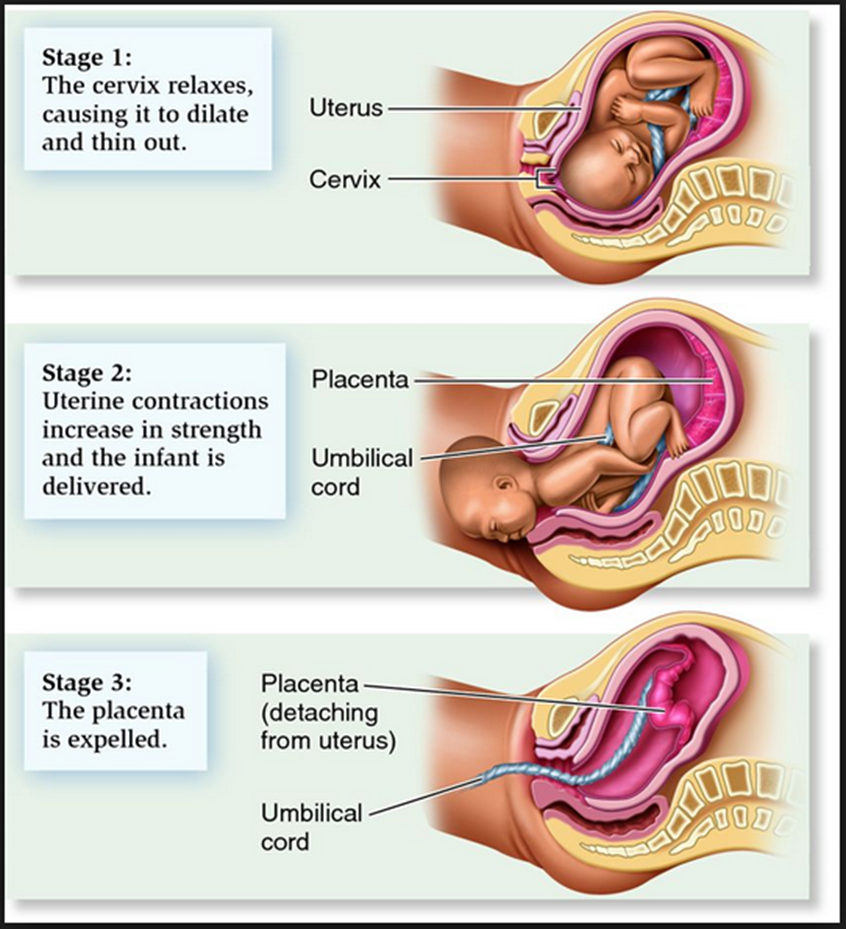 Stage 1:
The cervix relaxes,
causing it to dilate
and thin out.
Uterus
Cervix
Stage 2:
Uterine contractions
increase in strength
and the infant is
delivered.
Placenta
Umbilical
cord
Stage 3:
The placenta
is expelled.
Placenta
(detaching
from uterus)
Umbilical
cord